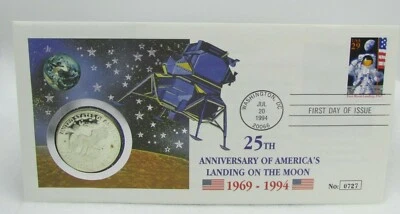 USA
29
WASHINGTON, DC
JUL
20
1994
20066
FIRST DAY OF ISSUE
25TH
ANNIVERSARY OF AMERICA'S
LANDING ON THE MOON
1969 - 1994
No: 0727